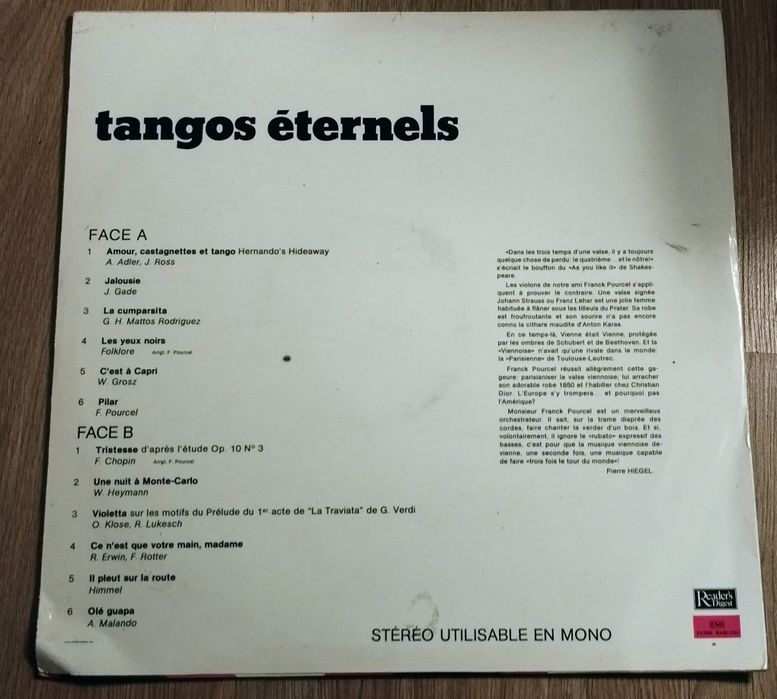 tangos éternels
FACE A
1 Amour, castagnettes et tango Hernando's Hideaway
A. Adler, J. Ross
2 Jalousie
J. Gade
3 La cumparsita
G. H. Mattos Rodriguez
4 Les yeux noirs
Folklore Arrgt. F. Pourcel
5 C'est à Capri
W. Grosz
6 Pilar
F. Pourcel
FACE B
1 Tristesse d'après l'étude Op. 10 N° 3
F. Chopin Arrgt. F. Pourcel
2 Une nuit à Monte-Carlo
W. Heymann
3 Violetta sur les motifs du Prélude du 1er acte de "La Traviata" de G. Verdi
O. Klose, R. Lukesch
4 Ce n'est que votre main, madame
R. Erwin, F. Rotter
5 Il pleut sur la route
Himmel
6 Olé guapa
A. Malando
«Dans les trois temps d'une valse, il y a toujours
quelque chose de perdu: le quatrième... et le nôtre!»
s'écriait le bouffon du «As you like it» de Shakes-
peare.
Les violons de notre ami Franck Pourcel s'appli-
quent à prouver le contraire. Une valse signée
Johann Strauss ou Franz Lehar est une jolie femme
habituée à flâner sous les tilleuls du Prater. Sa robe
est froufroutante et son sourire n'a pas encore
connu la cithare maudite d'Anton Karas.
En ce temps-là, Vienne était Vienne, protégée
par les ombres de Schubert et de Beethoven. Et la
«Viennoise» n'avait qu'une rivale dans le monde:
la «Parisienne» de Toulouse-Lautrec.
Franck Pourcel réussit allègrement cette ga-
geure: parisianiser la valse viennoise; lui arracher
son adorable robe 1850 et l'habiller chez Christian
Dior. L'Europe s'y trompera... et pourquoi pas
l'Amérique?
Monsieur Franck Pourcel est un merveilleux
orchestrateur. Il sait, sur la trame diaprée des
cordes, faire chanter la verdeur d'un bois. Et si,
volontairement, il ignore le «rubato» expressif des
basses, c'est pour que la musique viennoise de-
vienne, une seconde fois, une musique capable
de faire «trois fois le tour du monde»!
Pierre HIEGEL.
Reader's
Digest
EMI
PATHE MARCONI
STÉRÉO UTILISABLE EN MONO